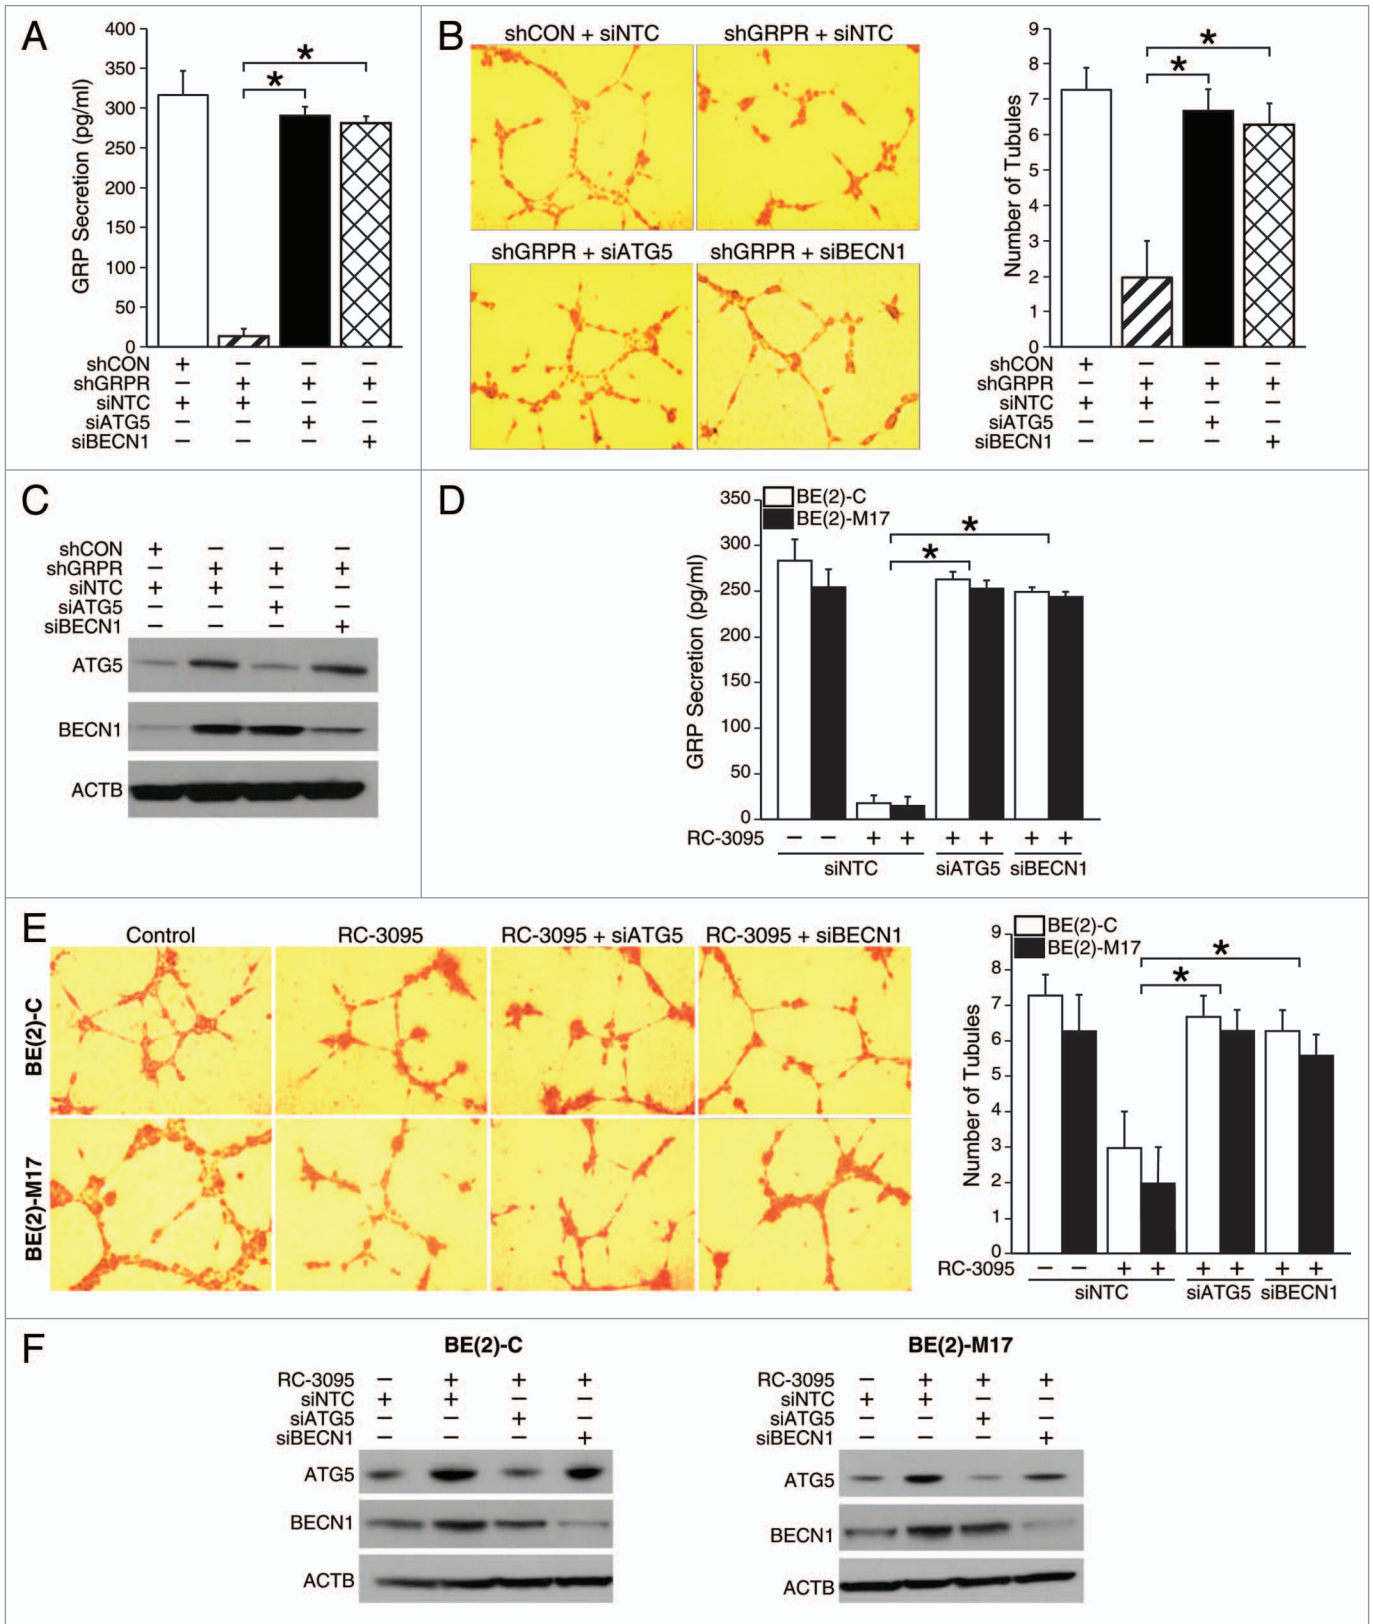 A
400
350
300
250
200
150
100
50
0
GRP Secretion (pg/ml)
* *
shCON + − − −
shGRPR − + + +
siNTC + + − −
siATG5 − − + −
siBECN1 − − − +
B
shCON + siNTC shGRPR + siNTC
shGRPR + siATG5 shGRPR + siBECN1
9
8
7
6
5
4
3
2
1
0
Number of Tubules
* *
shCON + − − −
shGRPR − + + +
siNTC + + − −
siATG5 − − + −
siBECN1 − − − +
C
shCON + − − −
shGRPR − + + +
siNTC + + − −
siATG5 − − + −
siBECN1 − − − +
ATG5
BECN1
ACTB
D
BE(2)-C
BE(2)-M17
350
300
250
200
150
100
50
0
GRP Secretion (pg/ml)
* *
RC-3095 − − + + + + + +
siNTC siATG5 siBECN1
E
Control RC-3095 RC-3095 + siATG5 RC-3095 + siBECN1
BE(2)-C
BE(2)-M17
BE(2)-C
BE(2)-M17
9
8
7
6
5
4
3
2
1
0
Number of Tubules
* *
RC-3095 − − + + + + + +
siNTC siATG5 siBECN1
F
BE(2)-C
RC-3095 − + + +
siNTC + + − −
siATG5 − − + −
siBECN1 − − − +
ATG5
BECN1
ACTB
BE(2)-M17
RC-3095 − + + +
siNTC + + − −
siATG5 − − + −
siBECN1 − − − +
ATG5
BECN1
ACTB